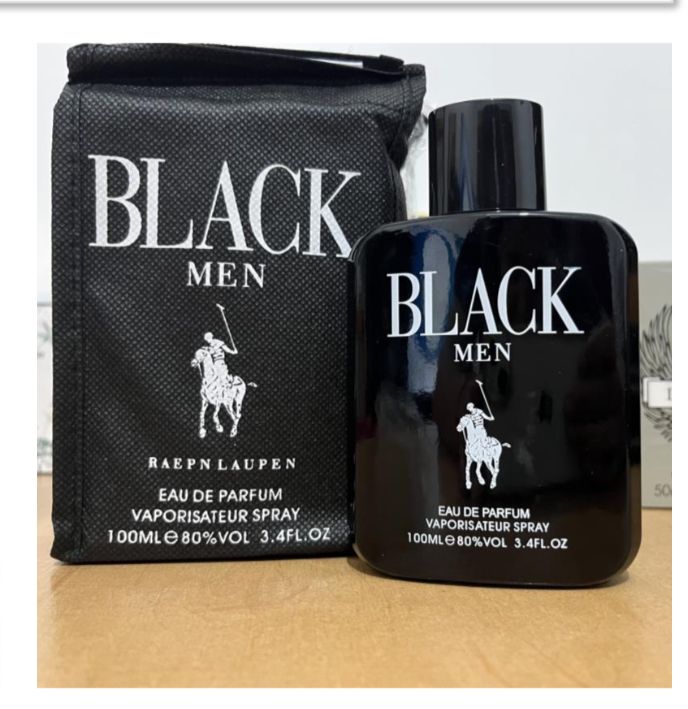 BLACK
MEN
RAEPN LAUPEN
EAU DE PARFUM
VAPORISATEUR SPRAY
100ML℮80%VOL 3.4FL.OZ
BLACK
MEN
EAU DE PARFUM
VAPORISATEUR SPRAY
100ML℮80%VOL 3.4FL.OZ